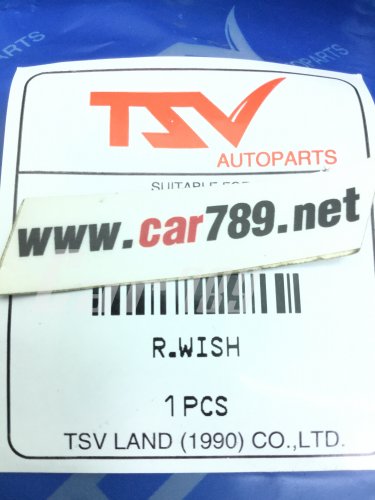 TSV
AUTOPARTS
SUITABLE FOR
www.car789.net
R.WISH
1 PCS
TSV LAND (1990) CO.,LTD.